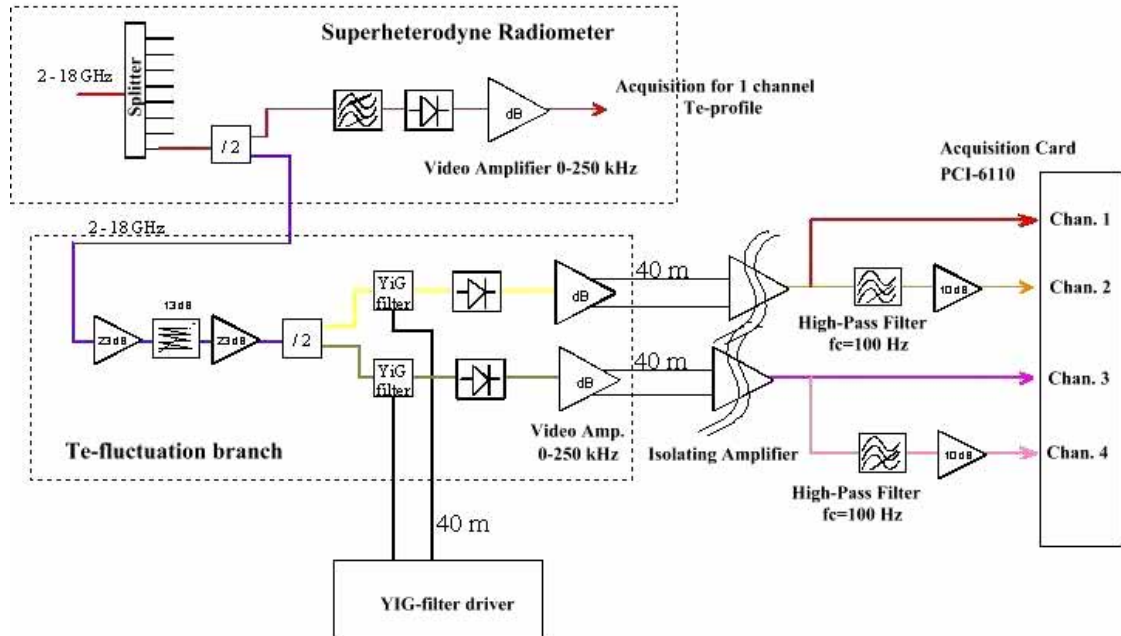 Superheterodyne Radiometer
2 - 18 GHz
Splitter
/ 2
dB
Acquisition for 1 channel
Te-profile
Video Amplifier 0-250 kHz
Acquisition Card
PCI-6110
2 - 18 GHz
Chan. 1
Chan. 2
Chan. 3
Chan. 4
23dB
13dB
23dB
/ 2
YiG
filter
dB
40 m
YiG
filter
dB
40 m
10dB
High-Pass Filter
fc=100 Hz
Te-fluctuation branch
Video Amp.
0-250 kHz
Isolating Amplifier
10dB
High-Pass Filter
fc=100 Hz
40 m
YIG-filter driver